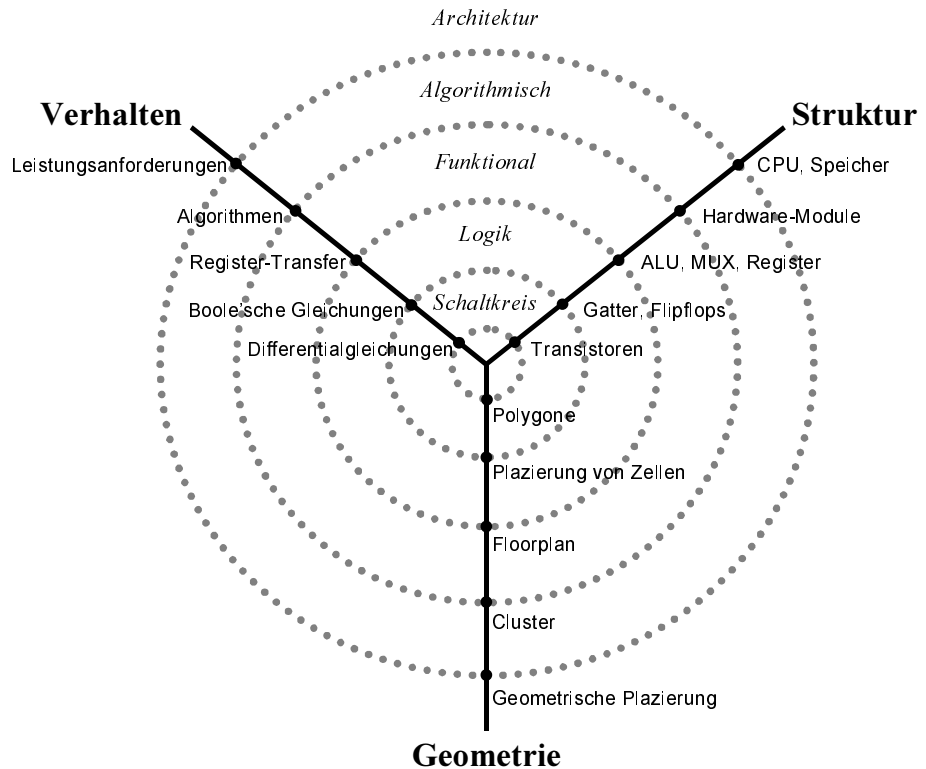 Architektur
Algorithmisch
Verhalten
Struktur
Funktional
Leistungsanforderungen
CPU, Speicher
Algorithmen
Hardware-Module
Logik
Register-Transfer
ALU, MUX, Register
Schaltkreis
Boole'sche Gleichungen
Gatter, Flipflops
Differentialgleichungen
Transistoren
Polygone
Plazierung von Zellen
Floorplan
Cluster
Geometrische Plazierung
Geometrie